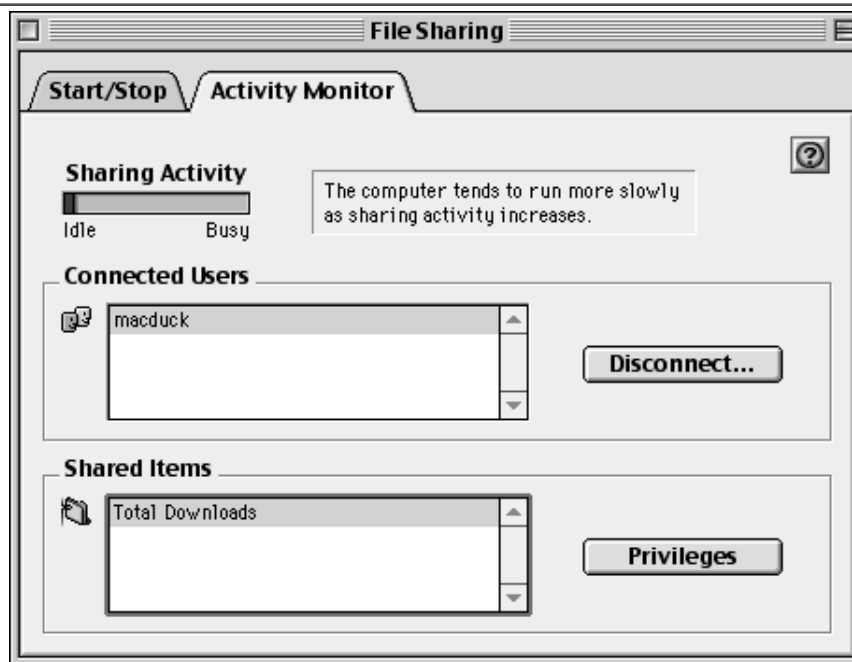 File Sharing
Start/Stop
Activity Monitor
Sharing Activity
Idle
Busy
The computer tends to run more slowly
as sharing activity increases.
?
Connected Users
macduck
Disconnect...
Shared Items
Total Downloads
Privileges